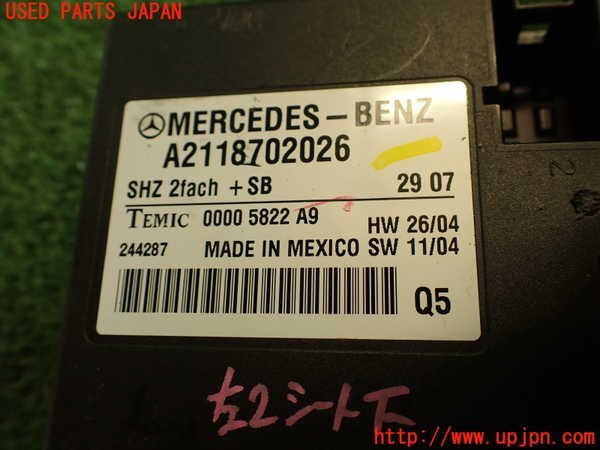 USED PARTS JAPAN
MERCEDES-BENZ
A2118702026
SHZ 2fach + SB 29 07
TEMIC 0000 5822 A9 HW 26/04
244287 MADE IN MEXICO SW 11/04
Q5
2
左2シート下
http://www.upjpn.com